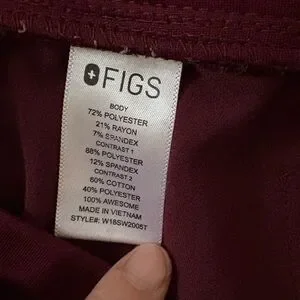 FIGS
BODY
72% POLYESTER
21% RAYON
7% SPANDEX
CONTRAST 1
88% POLYESTER
12% SPANDEX
CONTRAST 2
60% COTTON
40% POLYESTER
100% AWESOME
MADE IN VIETNAM
STYLE#: W18SW2005T